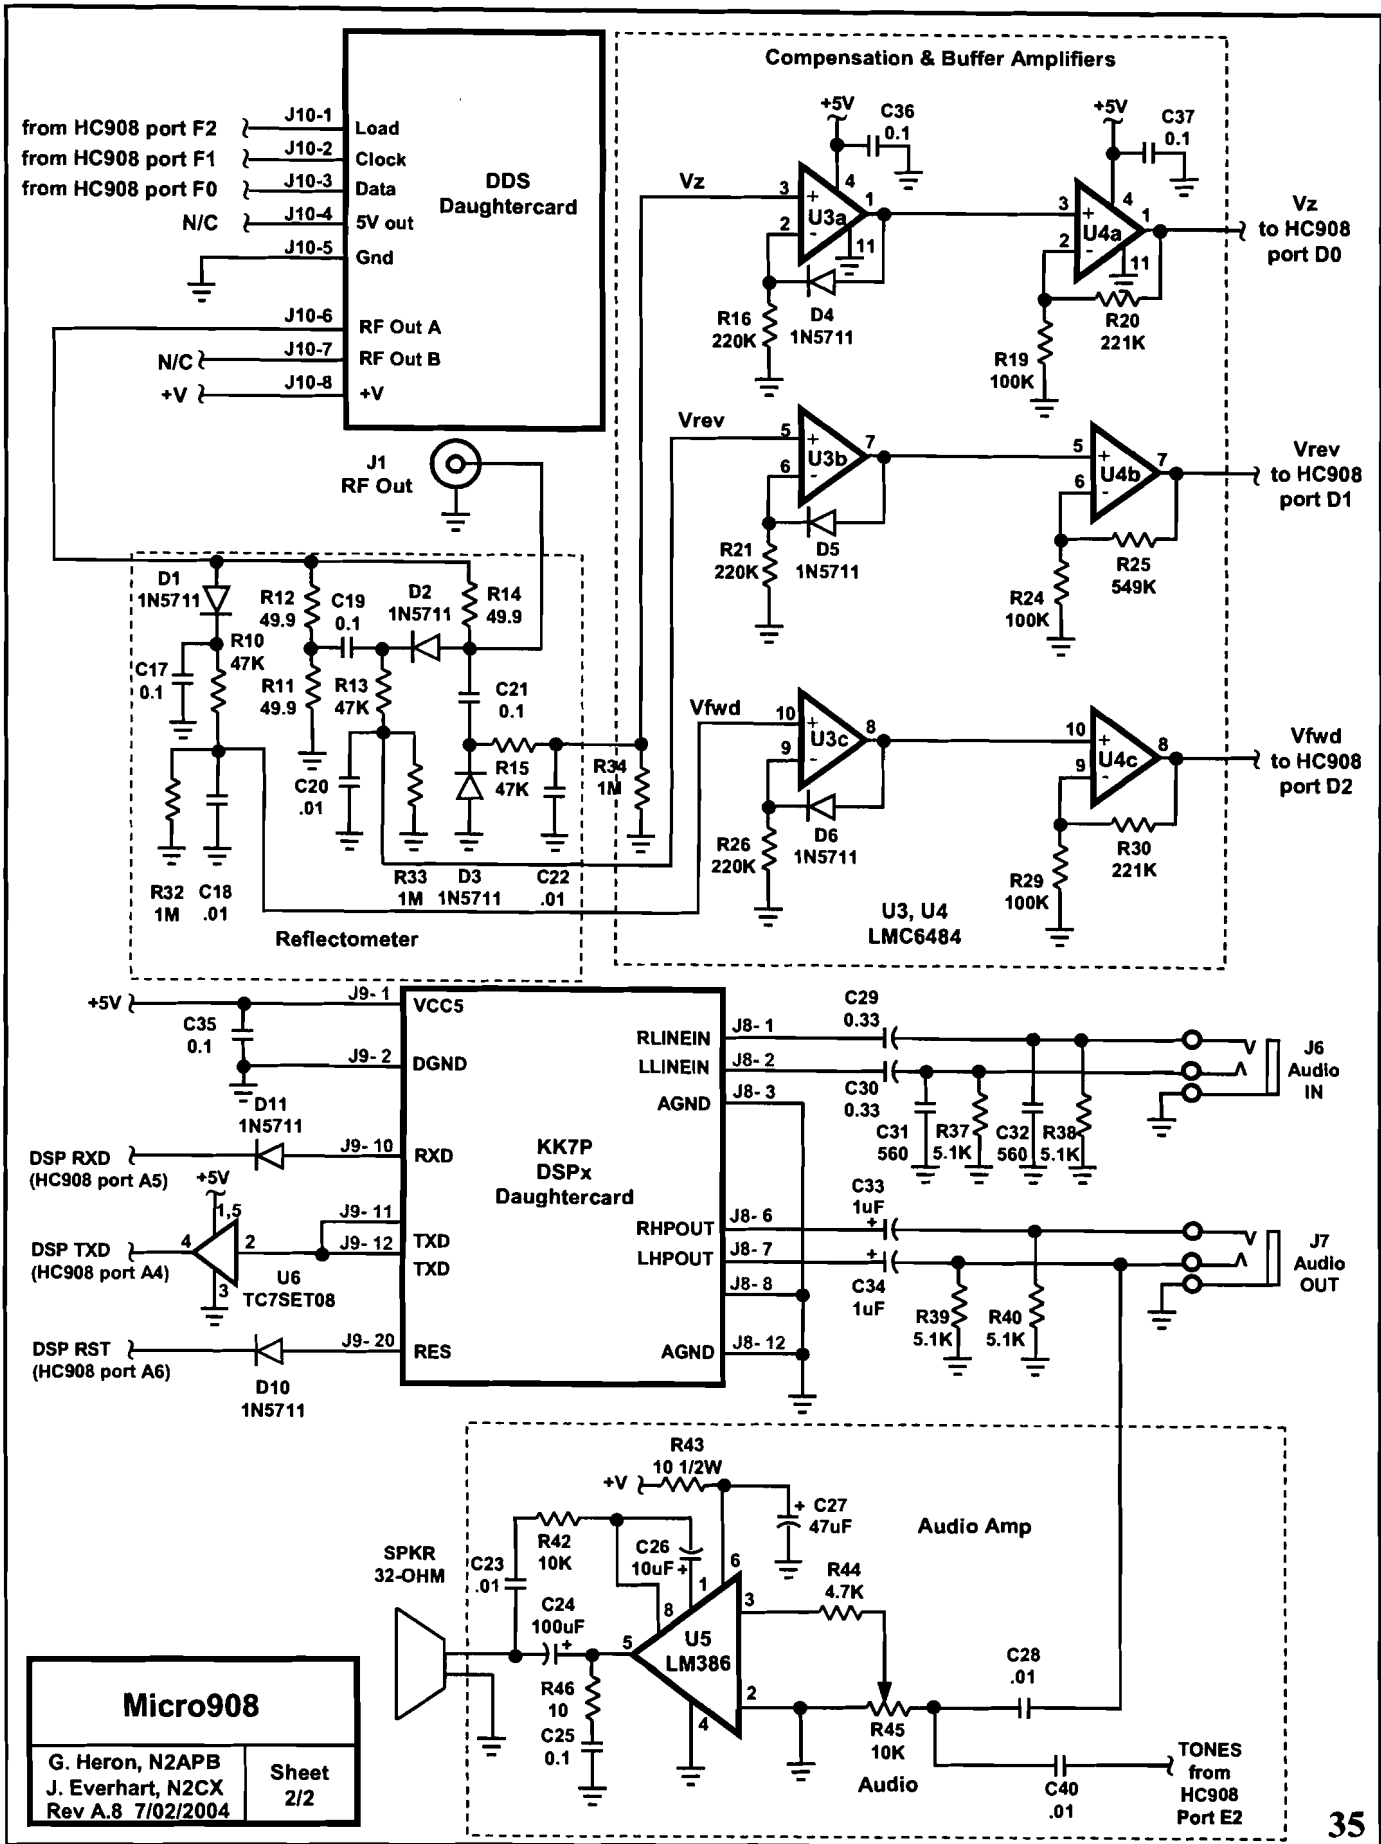 Compensation & Buffer Amplifiers
from HC908 port F2
J10-1
Load
from HC908 port F1
J10-2
Clock
from HC908 port F0
J10-3
Data
N/C
J10-4
5V out
J10-5
Gnd
DDS
Daughtercard
J10-6
RF Out A
N/C
J10-7
RF Out B
+V
J10-8
+V
J1
RF Out
+5V
C36
0.1
+5V
C37
0.1
Vz
3
+
2
-
4
1
U3a
11
D4
1N5711
R16
220K
3
+
2
-
4
1
U4a
11
R20
221K
R19
100K
Vz
to HC908
port D0
Vrev
5
+
6
-
7
U3b
D5
1N5711
R21
220K
5
+
6
-
7
U4b
R25
549K
R24
100K
Vrev
to HC908
port D1
Vfwd
10
+
9
-
8
U3c
D6
1N5711
R26
220K
10
+
9
-
8
U4c
R30
221K
R29
100K
Vfwd
to HC908
port D2
U3, U4
LMC6484
D1
1N5711
R12
49.9
C19
0.1
D2
1N5711
R14
49.9
C17
0.1
R10
47K
R11
49.9
R13
47K
C21
0.1
R15
47K
R34
1M
C20
.01
R32
1M
C18
.01
R33
1M
D3
1N5711
C22
.01
Reflectometer
+5V
J9- 1
VCC5
C35
0.1
J9- 2
DGND
D11
1N5711
DSP RXD
(HC908 port A5)
J9- 10
RXD
+5V
1,5
J9- 11
TXD
J9- 12
TXD
DSP TXD
(HC908 port A4)
4
2
3
U6
TC7SET08
DSP RST
(HC908 port A6)
J9- 20
RES
D10
1N5711
KK7P
DSPx
Daughtercard
RLINEIN
J8- 1
LLINEIN
J8- 2
AGND
J8- 3
RHPOUT
J8- 6
LHPOUT
J8- 7
J8- 8
AGND
J8- 12
C29
0.33
C30
0.33
C31
560
R37
5.1K
C32
560
R38
5.1K
J6
Audio
IN
C33
1uF
+
+
C34
1uF
R39
5.1K
R40
5.1K
J7
Audio
OUT
R43
10 1/2W
+V
+ C27
47uF
Audio Amp
R42
10K
C26
10uF +
SPKR
32-OHM
C23
.01
C24
100uF
+
5
8
1
6
3
2
4
U5
LM386
R44
4.7K
R46
10
C25
0.1
R45
10K
Audio
C28
.01
C40
.01
TONES
from
HC908
Port E2
Micro908
G. Heron, N2APB
J. Everhart, N2CX
Rev A.8 7/02/2004
Sheet
2/2
35